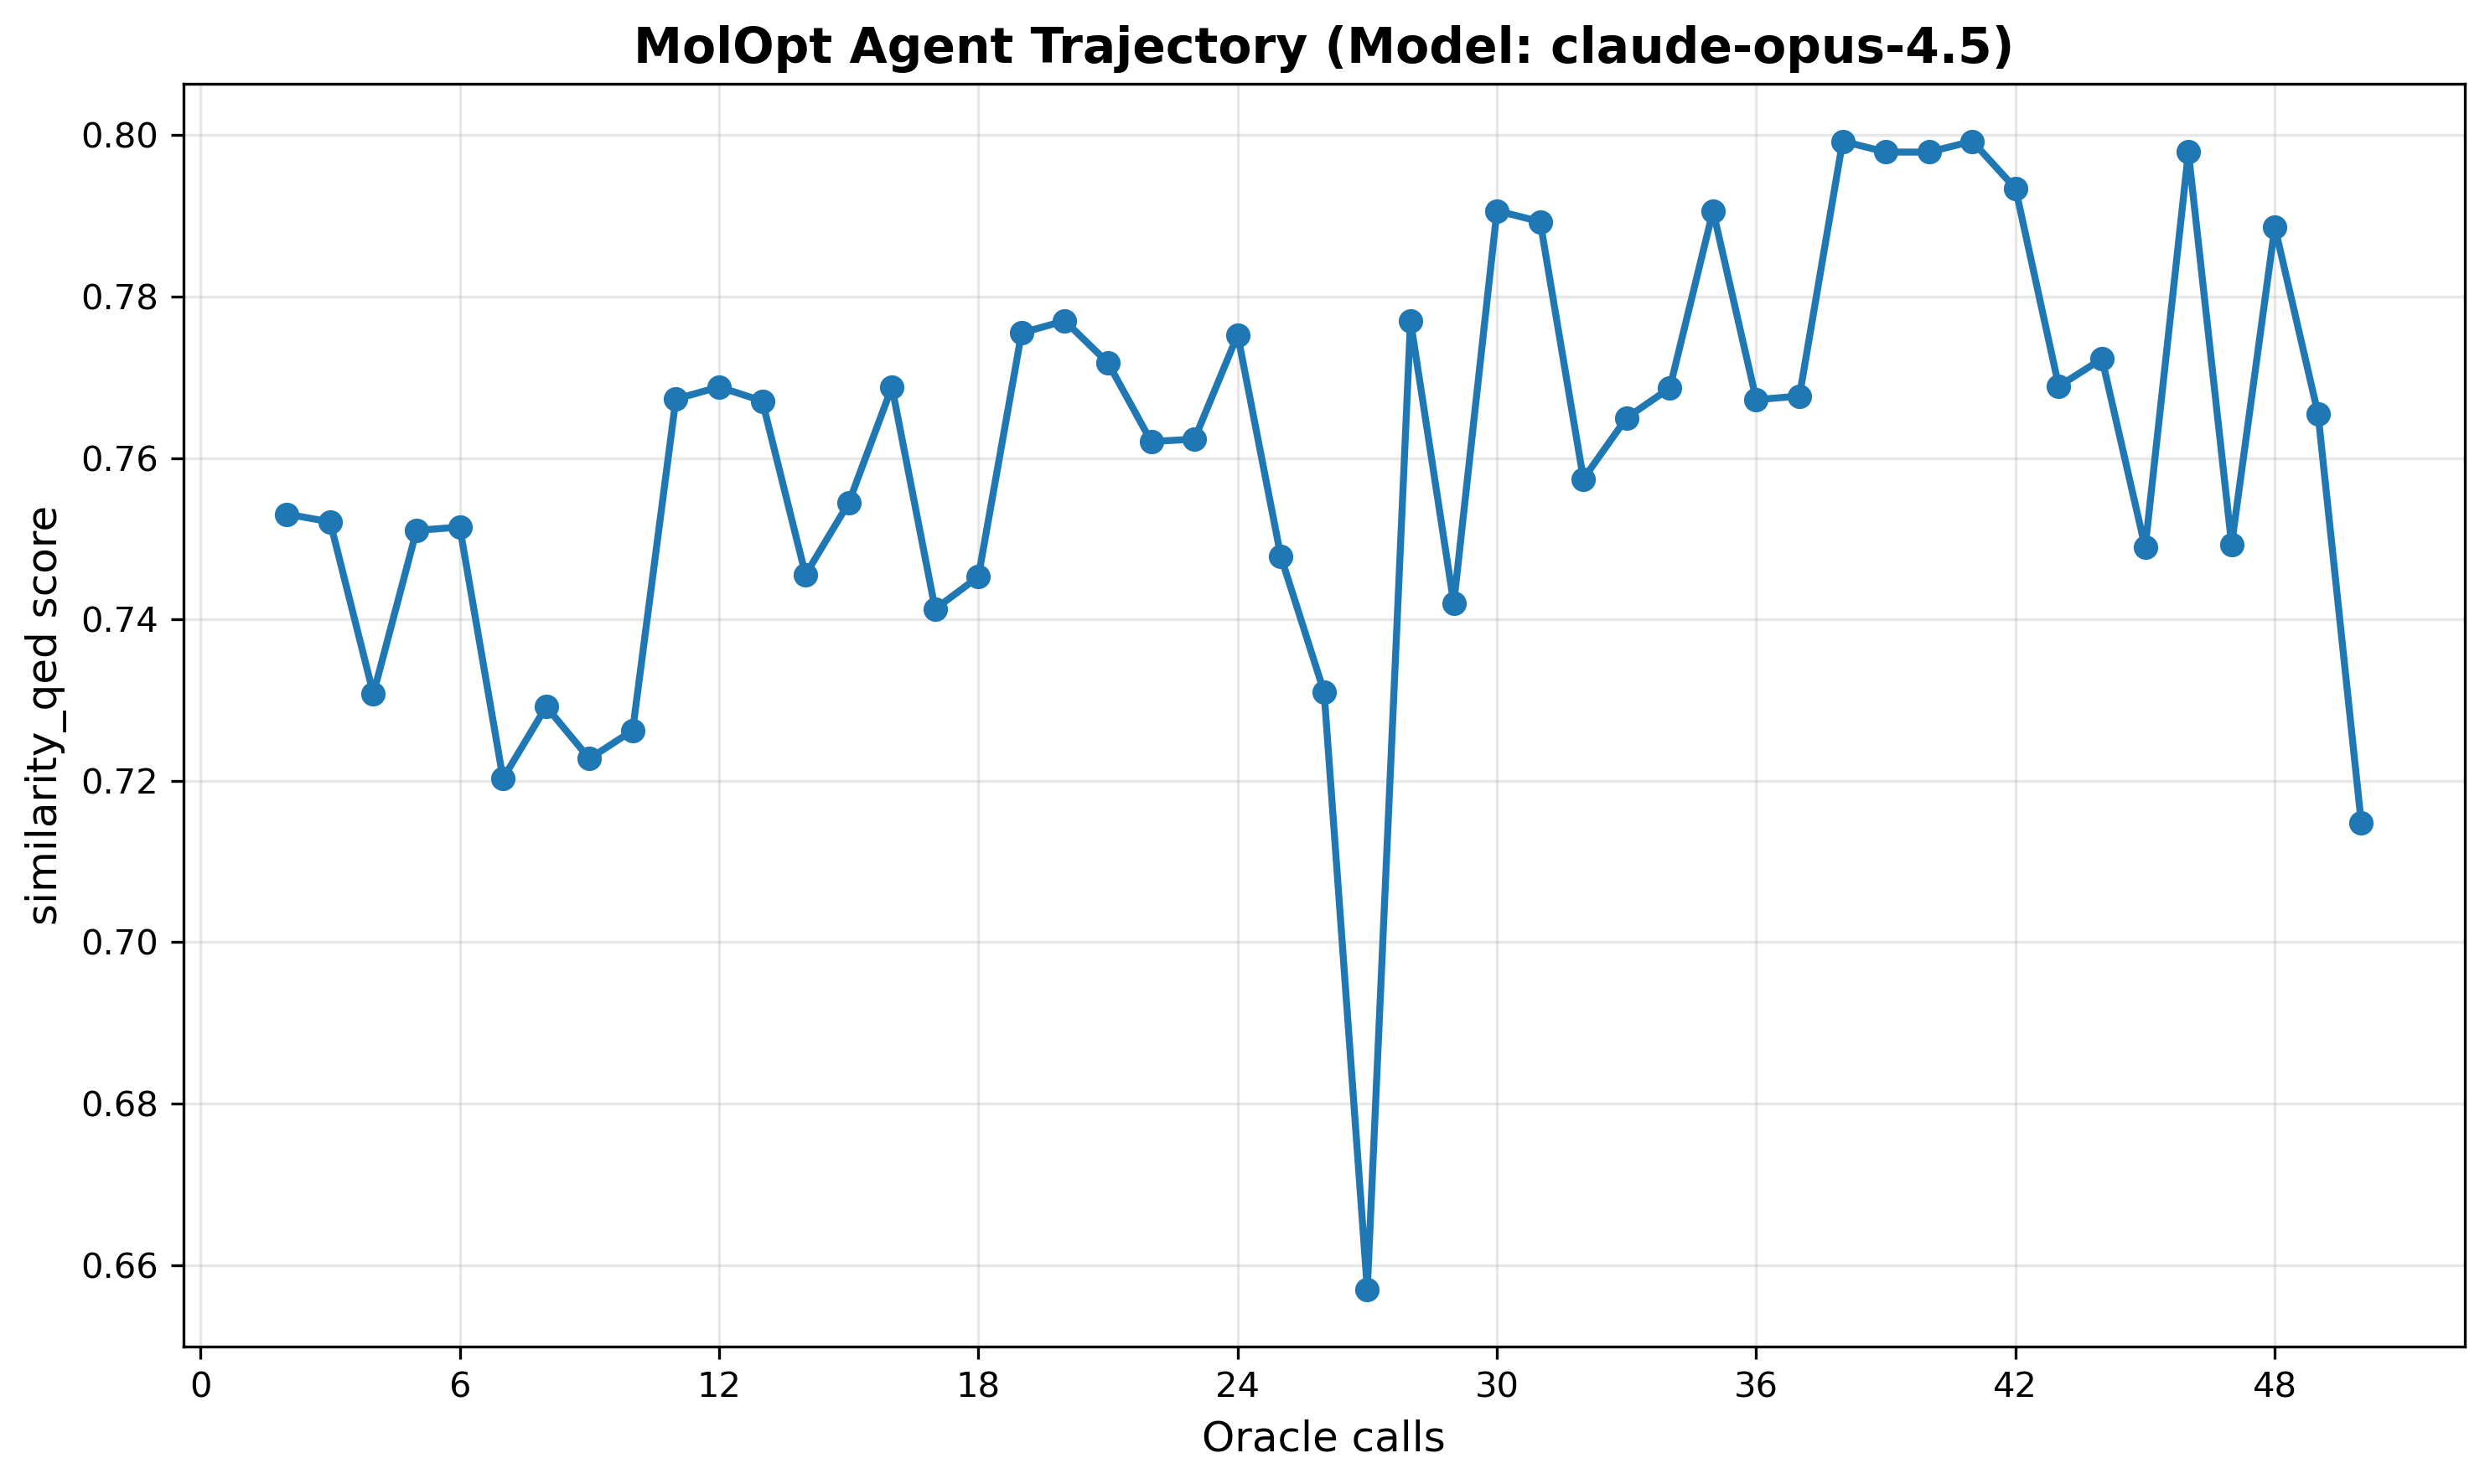 MolOpt Agent Trajectory (Model: claude-opus-4.5)
similarity_qed score
0.80
0.78
0.76
0.74
0.72
0.70
0.68
0.66
0 6 12 18 24 30 36 42 48
Oracle calls